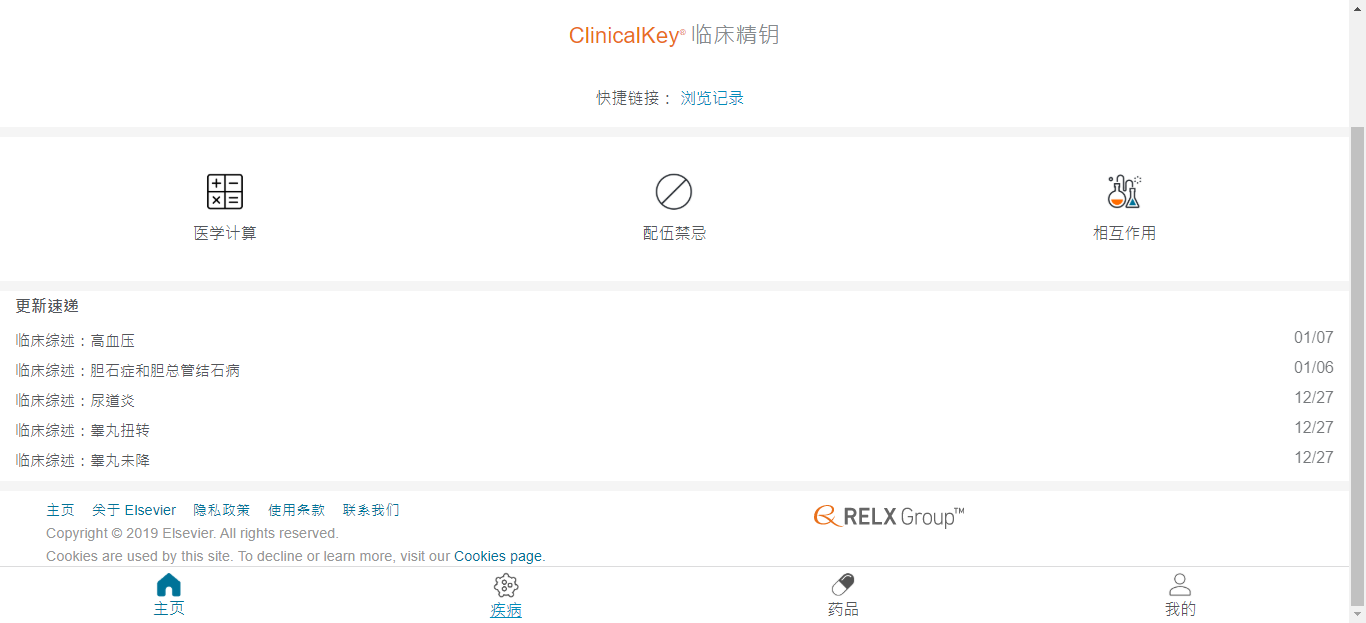 ClinicalKey® 临床精钥
快捷链接： 浏览记录
医学计算 配伍禁忌 相互作用
更新速递
临床综述：高血压 01/07
临床综述：胆石症和胆总管结石病 01/06
临床综述：尿道炎 12/27
临床综述：睾丸扭转 12/27
临床综述：睾丸未降 12/27
主页 关于 Elsevier 隐私政策 使用条款 联系我们
RELX Group™
Copyright © 2019 Elsevier. All rights reserved.
Cookies are used by this site. To decline or learn more, visit our Cookies page.
主页 疾病 药品 我的